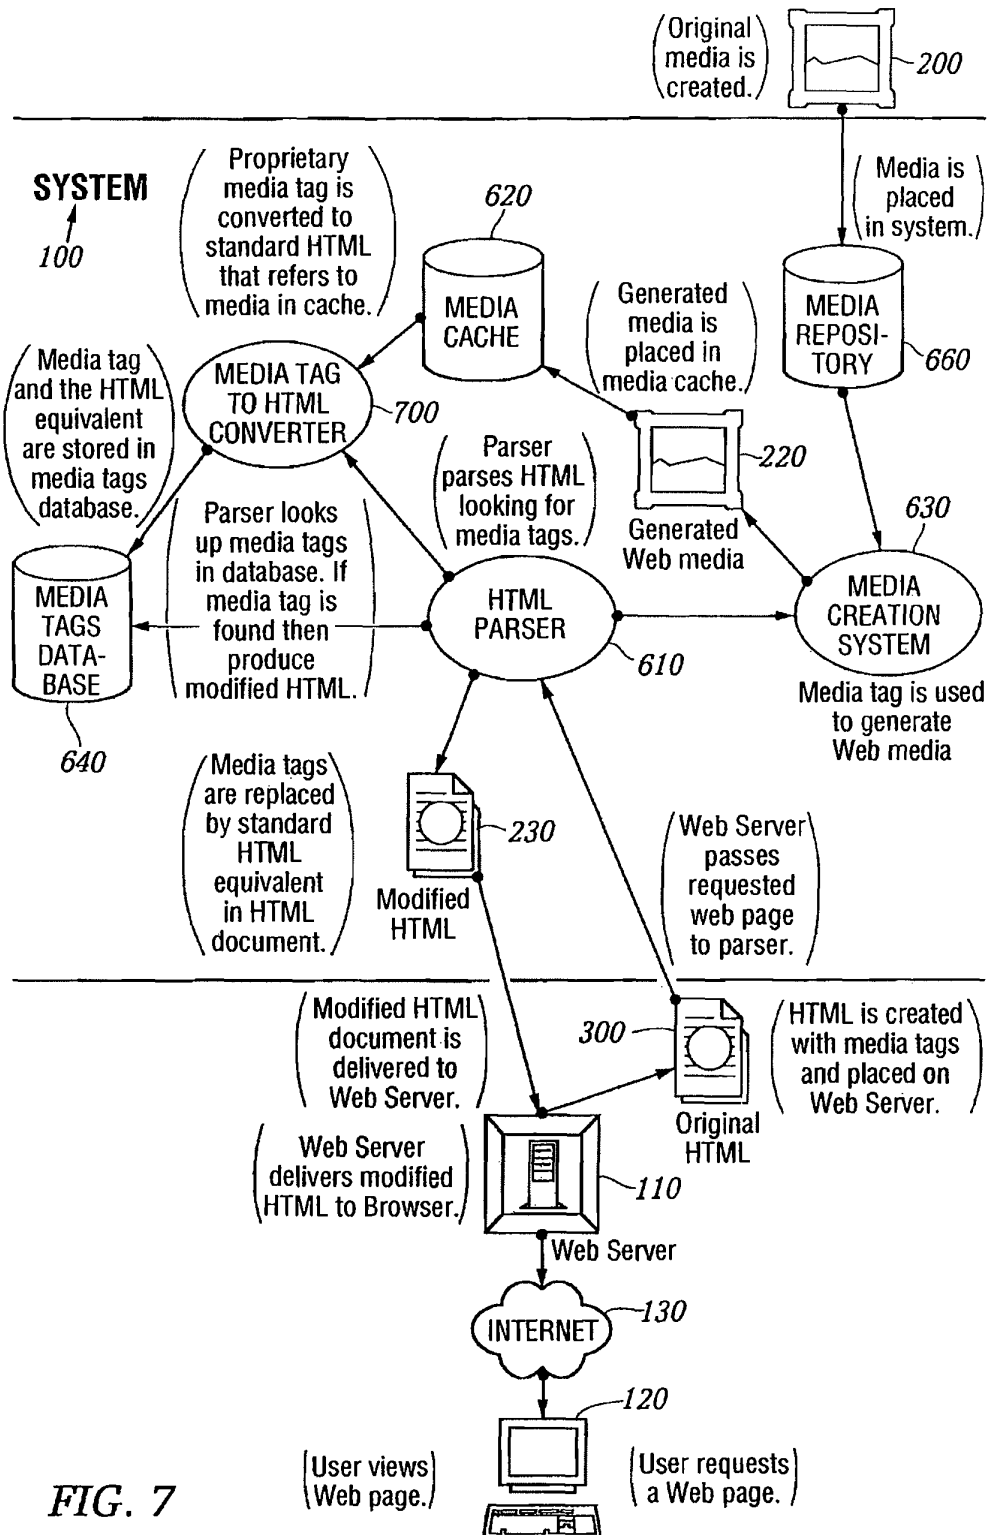 (Original
media is
created.)
200
SYSTEM
100
(Proprietary
media tag is
converted to
standard HTML
that refers to
media in cache.)
620
MEDIA
CACHE
(Media is
placed
in system.)
MEDIA
REPOSI-
TORY
660
(Generated
media is
placed in
media cache.)
(Media tag
and the HTML
equivalent
are stored in
media tags
database.)
MEDIA TAG
TO HTML
CONVERTER
700
220
Generated
Web media
(Parser
parses HTML
looking for
media tags.)
630
MEDIA
CREATION
SYSTEM
Media tag is used
to generate
Web media
(Parser looks
up media tags
in database. If
media tag is
found then
produce
modified HTML.)
MEDIA
TAGS
DATA-
BASE
640
HTML
PARSER
610
(Media tags
are replaced
by standard
HTML
equivalent
in HTML
document.)
230
Modified
HTML
(Web Server
passes
requested
web page
to parser.)
(Modified HTML
document is
delivered to
Web Server.)
300
Original
HTML
(HTML is created
with media tags
and placed on
Web Server.)
(Web Server
delivers modified
HTML to Browser.)
110
Web Server
130
INTERNET
120
(User views
Web page.)
(User requests
a Web page.)
FIG. 7